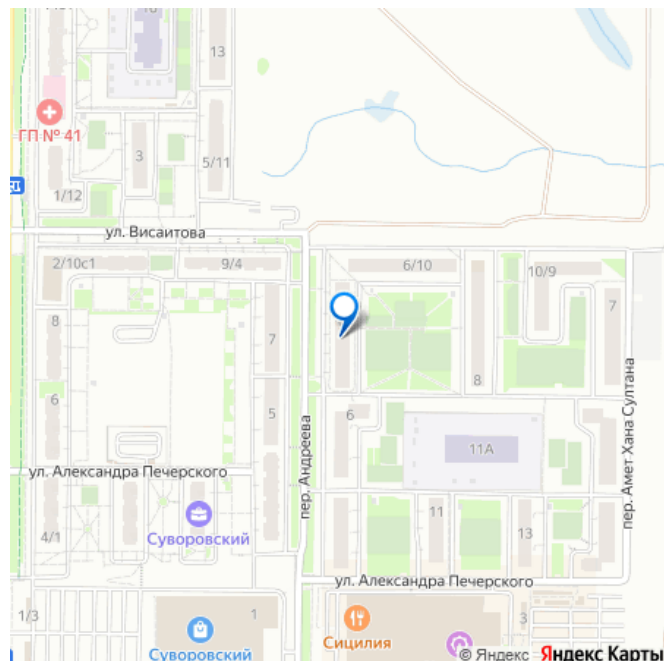 13
ГП № 41
3
5/11
1/12
ул. Висаитова
2/10с1
9/4
6/10
10/9
7
8
7
8
6
5
6
11А
пер. Андреева
пер. Амет Хана Султана
ул. Александра Печерского
Суворовский
11
13
4/1
ул. Александра Печерского
1/3
1
Сицилия
3
Суворовский
© Яндекс Яндекс Карты